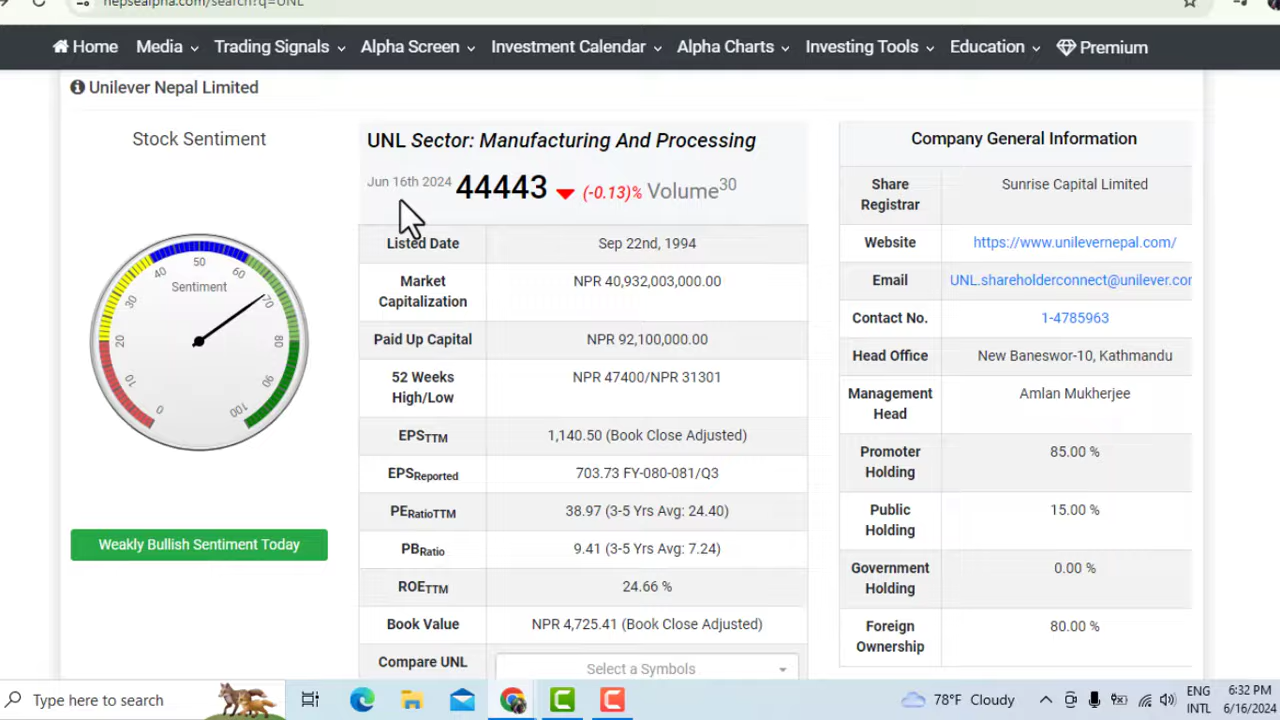 nepsealpha.com/search?q=UNL
Home Media Trading Signals Alpha Screen Investment Calendar Alpha Charts Investing Tools Education Premium
Unilever Nepal Limited
Stock Sentiment
0
10
20
30
40
50
60
70
80
90
100
Sentiment
Weakly Bullish Sentiment Today
UNL Sector: Manufacturing And Processing
Jun 16th 2024 44443 (-0.13)% Volume30
Listed Date Sep 22nd, 1994
Market Capitalization NPR 40,932,003,000.00
Paid Up Capital NPR 92,100,000.00
52 Weeks High/Low NPR 47400/NPR 31301
EPSTTM 1,140.50 (Book Close Adjusted)
EPSReported 703.73 FY-080-081/Q3
PERatioTTM 38.97 (3-5 Yrs Avg: 24.40)
PBRatio 9.41 (3-5 Yrs Avg: 7.24)
ROETTM 24.66 %
Book Value NPR 4,725.41 (Book Close Adjusted)
Compare UNL Select a Symbols
Company General Information
Share Registrar Sunrise Capital Limited
Website https://www.unilevernepal.com/
Email UNL.shareholderconnect@unilever.cor
Contact No. 1-4785963
Head Office New Baneswor-10, Kathmandu
Management Head Amlan Mukherjee
Promoter Holding 85.00 %
Public Holding 15.00 %
Government Holding 0.00 %
Foreign Ownership 80.00 %
Type here to search
78°F Cloudy
ENG
INTL
6:32 PM
6/16/2024